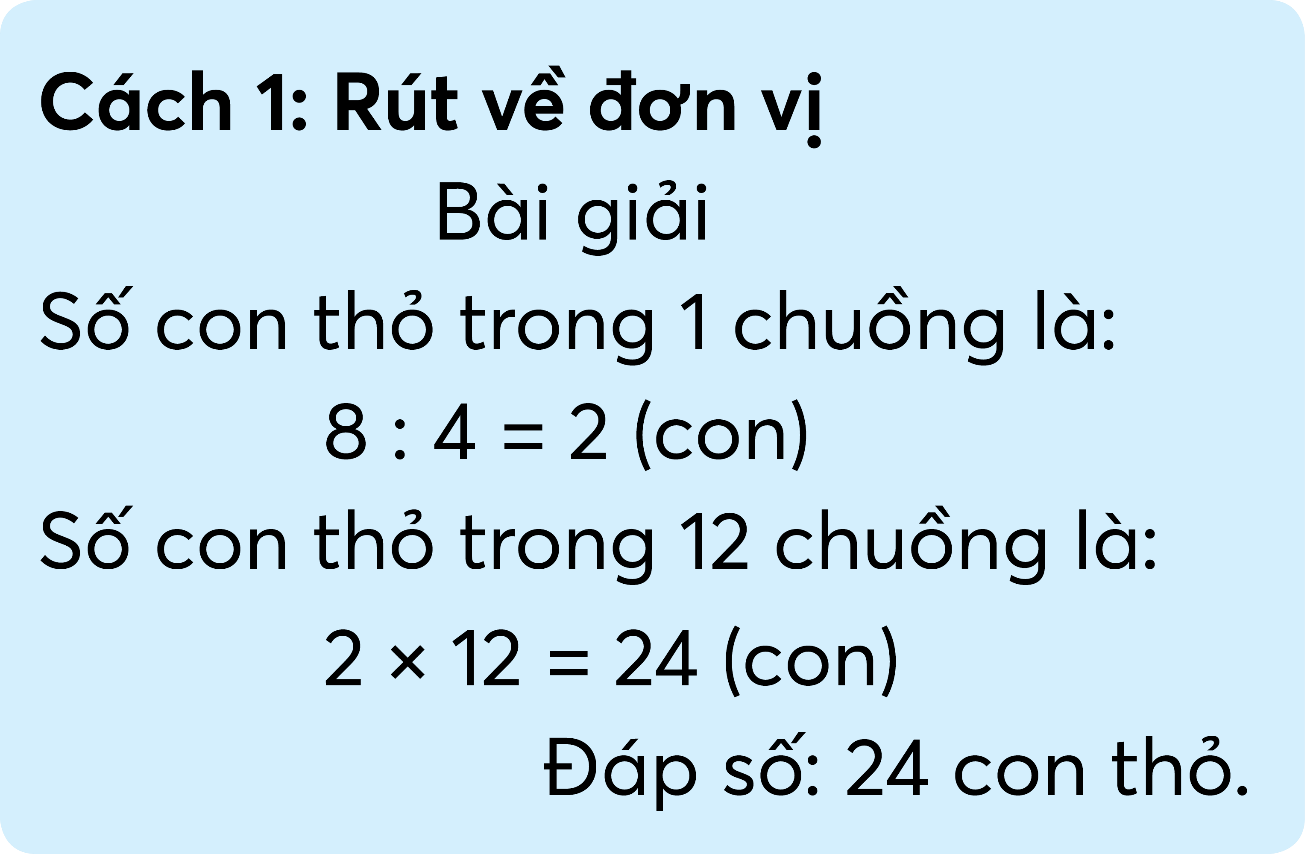 Cách 1: Rút về đơn vị
Bài giải
Số con thỏ trong 1 chuồng là:
8 : 4 = 2 (con)
Số con thỏ trong 12 chuồng là:
2 × 12 = 24 (con)
Đáp số: 24 con thỏ.